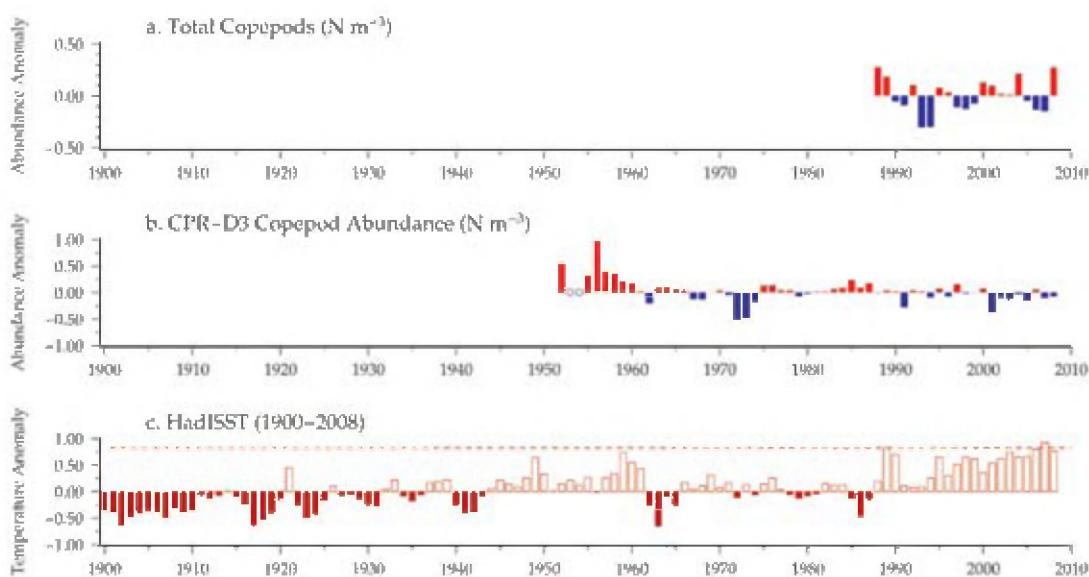 a. Total Copepods (N m⁻³)
Abundance Anomaly
0.50
0.00
-0.50
1900 1910 1920 1930 1940 1950 1960 1970 1980 1990 2000 2010
b. CPR-D3 Copepod Abundance (N m⁻³)
Abundance Anomaly
1.00
0.50
0.00
-0.50
-1.00
1900 1910 1920 1930 1940 1950 1960 1970 1980 1990 2000 2010
c. HadISST (1900-2008)
Temperature Anomaly
1.00
0.50
0.00
-0.50
-1.00
1900 1910 1920 1930 1940 1950 1960 1970 1980 1990 2000 2010